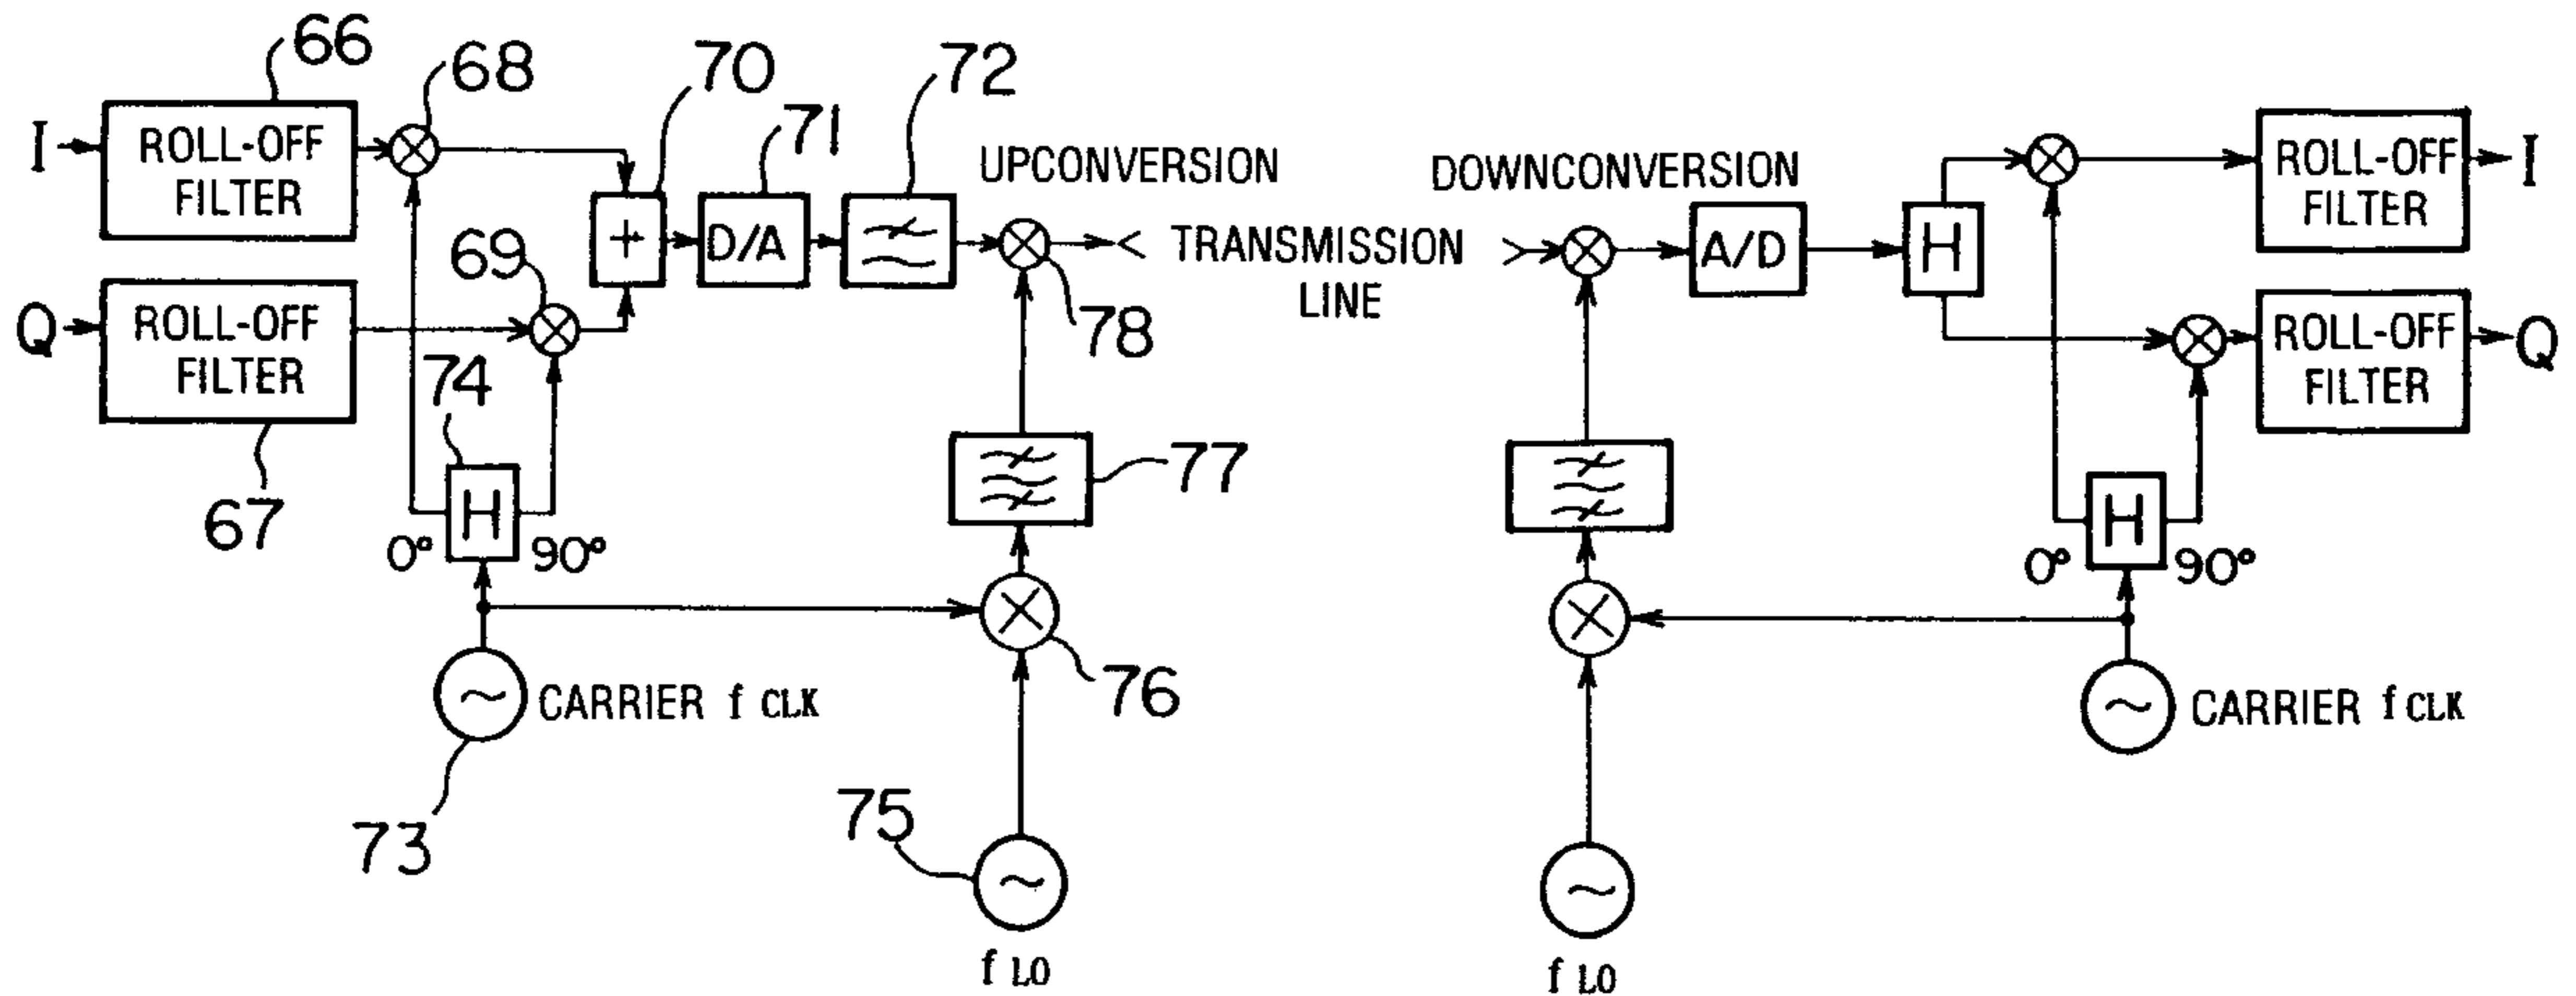 66
68
70
71
72
I
ROLL-OFF
FILTER
UPCONVERSION
DOWNCONVERSION
ROLL-OFF
FILTER
I
69
+
D/A
TRANSMISSION
LINE
A/D
H
Q
ROLL-OFF
FILTER
78
ROLL-OFF
FILTER
Q
74
67
H
0°
90°
77
H
0°
90°
76
CARRIER f CLK
CARRIER f CLK
73
75
f LO
f LO